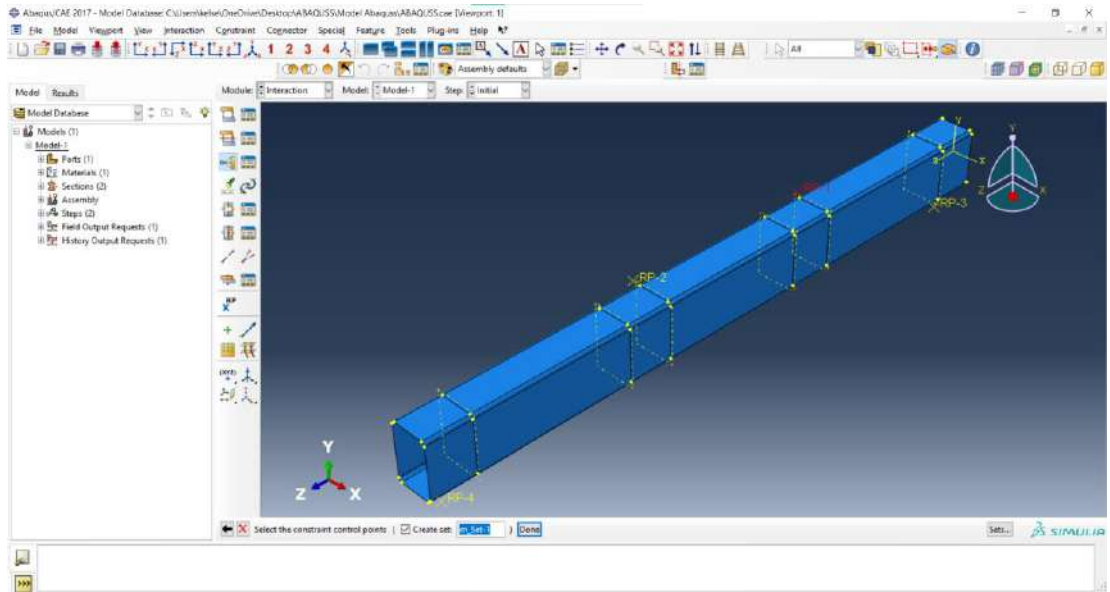 Abaqus/CAE 2017 - Model Database: C:\Users\kelse\OneDrive\Desktop\ABAQUSS\Model Abaquas\ABAQUSS.cae [Viewport: 1]
File Model Viewport View Interaction Constraint Connector Special Feature Tools Plug-ins Help
1 2 3 4 A All
Assembly defaults
Model Results Module: Interaction Model: Model-1 Step: Initial
Model Database
Models (1)
Model-1
Parts (1)
Materials (1)
Sections (2)
Assembly
Steps (2)
Field Output Requests (1)
History Output Requests (1)
RP
(XYZ)
Y
Z X
RP-3
RP-2
RP-4
Y
Z X
Select the constraint control points ( Create set: m_Set-1 ) Done Sets... SIMULIA
>>>